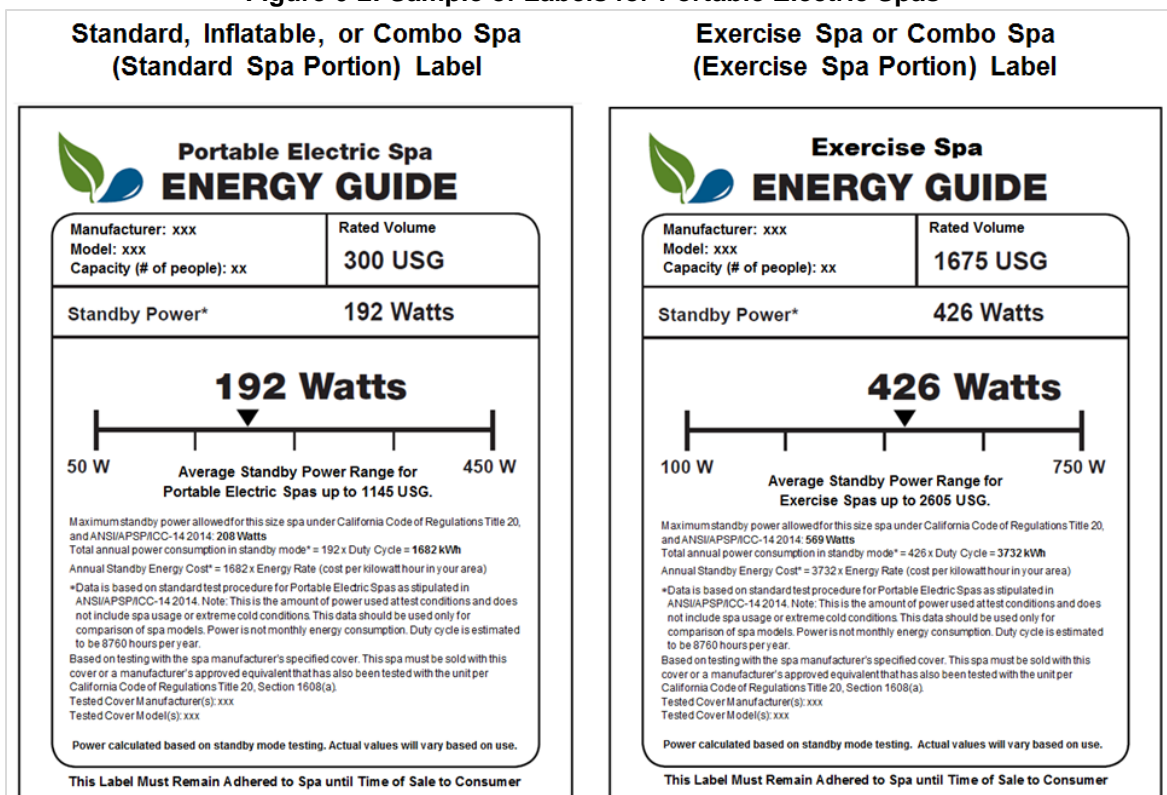 Sample of Labels for Portable Electric Spas
Standard, Inflatable, or Combo Spa
(Standard Spa Portion) Label
Portable Electric Spa
ENERGY GUIDE
Manufacturer: xxx
Model: xxx
Capacity (# of people): xx
Rated Volume
300 USG
Standby Power*
192 Watts
192 Watts
50 W
450 W
Average Standby Power Range for
Portable Electric Spas up to 1145 USG.
Maximum standby power allowed for this size spa under California Code of Regulations Title 20,
and ANSI/APSP/ICC-14 2014: 208 Watts
Total annual power consumption in standby mode* = 192 x Duty Cycle = 1682 kWh
Annual Standby Energy Cost* = 1682 x Energy Rate (cost per kilowatt hour in your area)
*Data is based on standard test procedure for Portable Electric Spas as stipulated in
ANSI/APSP/ICC-14 2014. Note: This is the amount of power used at test conditions and does
not include spa usage or extreme cold conditions. This data should be used only for
comparison of spa models. Power is not monthly energy consumption. Duty cycle is estimated
to be 8760 hours per year.
Based on testing with the spa manufacturer's specified cover. This spa must be sold with this
cover or a manufacturer's approved equivalent that has also been tested with the unit per
California Code of Regulations Title 20, Section 1608(a).
Tested Cover Manufacturer(s): xxx
Tested Cover Model(s): xxx
Power calculated based on standby mode testing. Actual values will vary based on use.
This Label Must Remain Adhered to Spa until Time of Sale to Consumer
Exercise Spa or Combo Spa
(Exercise Spa Portion) Label
Exercise Spa
ENERGY GUIDE
Manufacturer: xxx
Model: xxx
Capacity (# of people): xx
Rated Volume
1675 USG
Standby Power*
426 Watts
426 Watts
100 W
750 W
Average Standby Power Range for
Exercise Spas up to 2605 USG.
Maximum standby power allowed for this size spa under California Code of Regulations Title 20,
and ANSI/APSP/ICC-14 2014: 569 Watts
Total annual power consumption in standby mode* = 426 x Duty Cycle = 3732 kWh
Annual Standby Energy Cost* = 3732 x Energy Rate (cost per kilowatt hour in your area)
*Data is based on standard test procedure for Portable Electric Spas as stipulated in
ANSI/APSP/ICC-14 2014. Note: This is the amount of power used at test conditions and does
not include spa usage or extreme cold conditions. This data should be used only for
comparison of spa models. Power is not monthly energy consumption. Duty cycle is estimated
to be 8760 hours per year.
Based on testing with the spa manufacturer's specified cover. This spa must be sold with this
cover or a manufacturer's approved equivalent that has also been tested with the unit per
California Code of Regulations Title 20, Section 1608(a).
Tested Cover Manufacturer(s): xxx
Tested Cover Model(s): xxx
Power calculated based on standby mode testing. Actual values will vary based on use.
This Label Must Remain Adhered to Spa until Time of Sale to Consumer